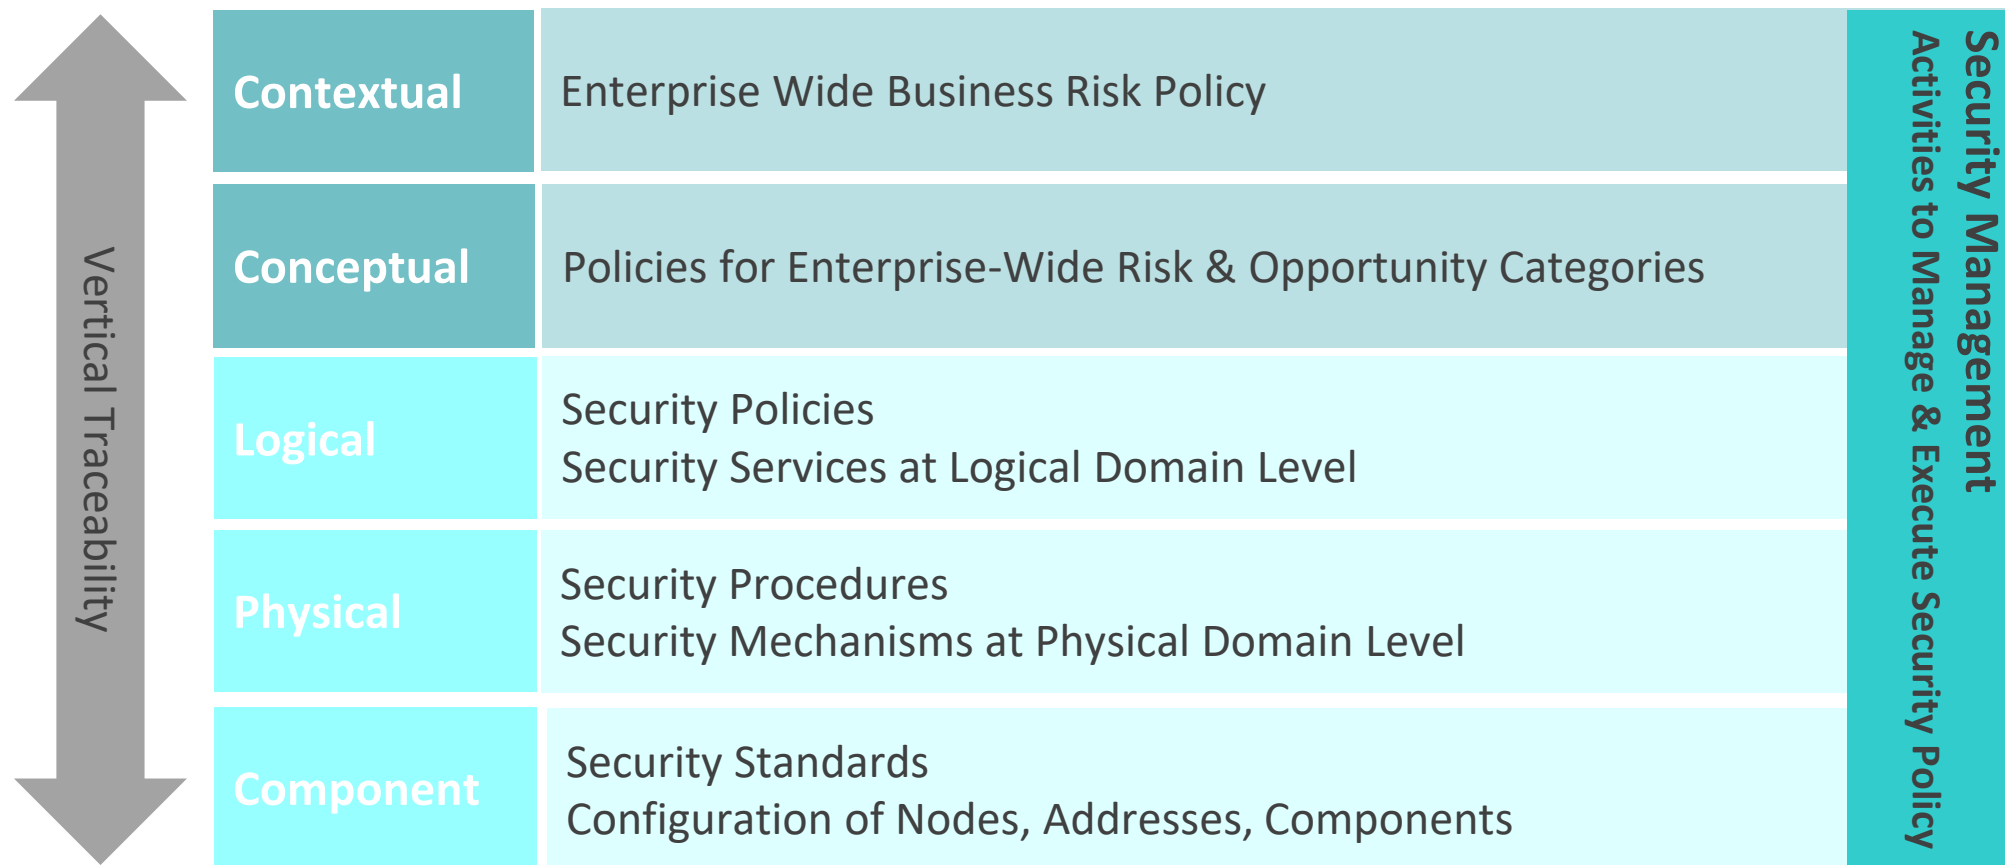 Vertical Traceability
Contextual
Enterprise Wide Business Risk Policy
Conceptual
Policies for Enterprise-Wide Risk & Opportunity Categories
Logical
Security Policies
Security Services at Logical Domain Level
Physical
Security Procedures
Security Mechanisms at Physical Domain Level
Component
Security Standards
Configuration of Nodes, Addresses, Components
Security Management
Activities to Manage & Execute Security Policy